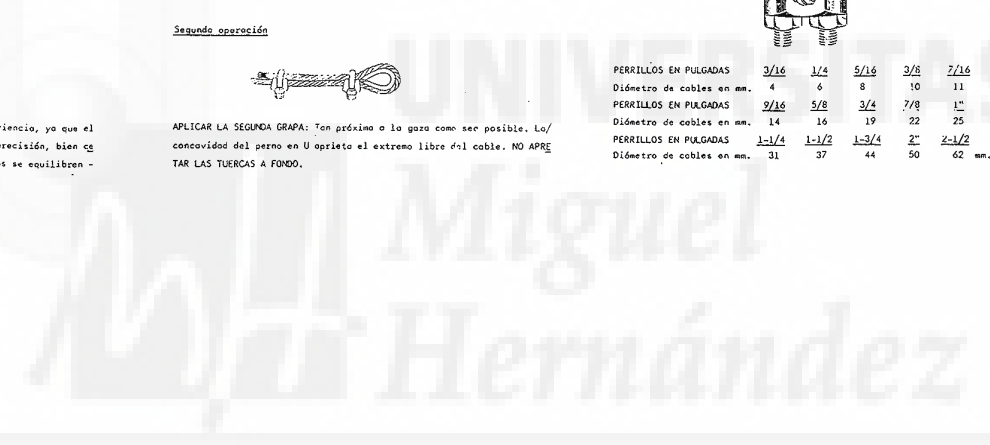 Segunda operación
riencia, ya que el
recisión, bien ce
s se equilibren -
APLICAR LA SEGUNDA GRAPA: Tan próxima a la gaza como ser posible. La/
concavidad del perno en U aprieta el extremo libre del cable. NO APRE
TAR LAS TUERCAS A FONDO.
PERRILLOS EN PULGADAS 3/16 1/4 5/16 3/8 7/16
Diámetro de cables en mm. 4 6 8 10 11
PERRILLOS EN PULGADAS 9/16 5/8 3/4 7/8 1"
Diámetro de cables en mm. 14 16 19 22 25
PERRILLOS EN PULGADAS 1-1/4 1-1/2 1-3/4 2" 2-1/2
Diámetro de cables en mm. 31 37 44 50 62 mm.
UNIVERSITAS
Miguel
Hernández